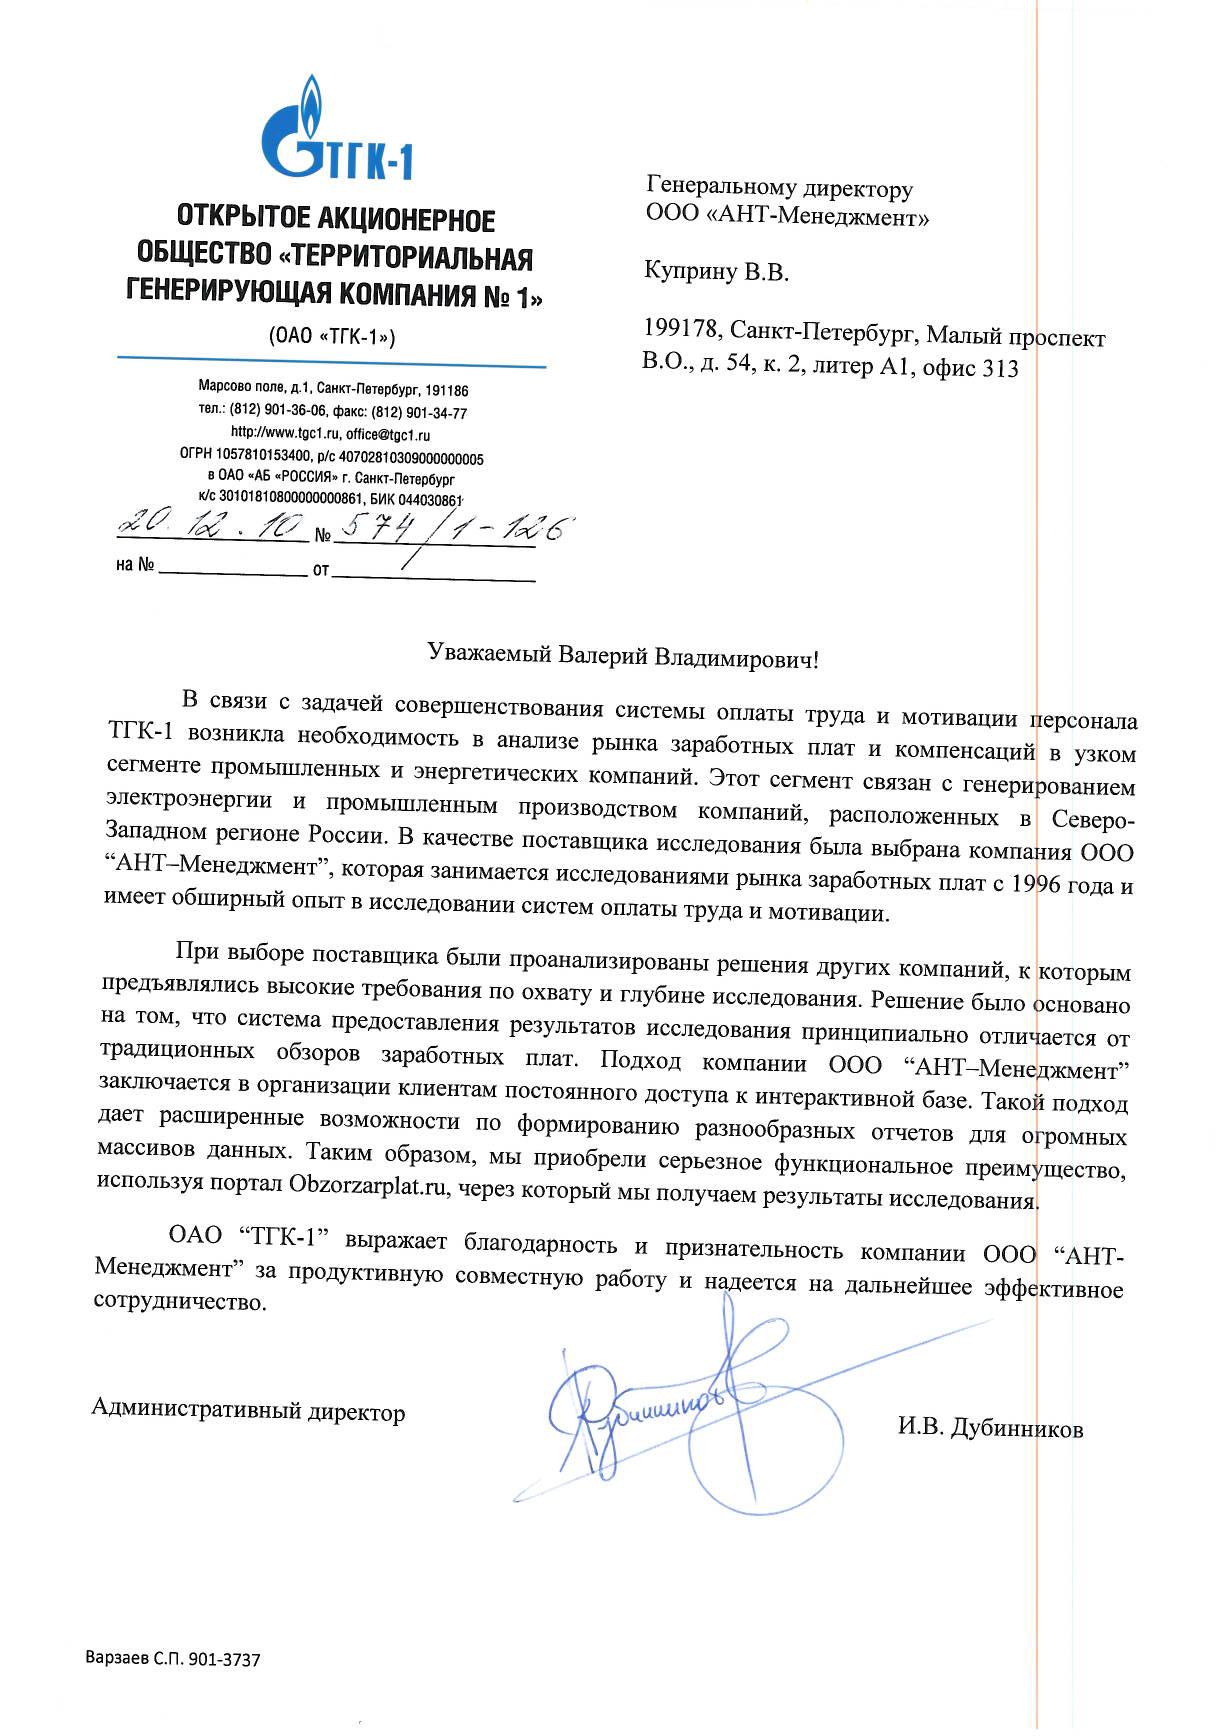 ТГК-1
ОТКРЫТОЕ АКЦИОНЕРНОЕ
ОБЩЕСТВО «ТЕРРИТОРИАЛЬНАЯ
ГЕНЕРИРУЮЩАЯ КОМПАНИЯ № 1»
(ОАО «ТГК-1»)
Марсово поле, д.1, Санкт-Петербург, 191186
тел.: (812) 901-36-06, факс: (812) 901-34-77
http://www.tgc1.ru, office@tgc1.ru
ОГРН 1057810153400, р/с 40702810309000000005
в ОАО «АБ «РОССИЯ» г. Санкт-Петербург
к/с 30101810800000000861, БИК 044030861
20.12.10 № 574/1-126
на № от
Генеральному директору
ООО «АНТ-Менеджмент»
Куприну В.В.
199178, Санкт-Петербург, Малый проспект
В.О., д. 54, к. 2, литер А1, офис 313
Уважаемый Валерий Владимирович!
В связи с задачей совершенствования системы оплаты труда и мотивации персонала
ТГК-1 возникла необходимость в анализе рынка заработных плат и компенсаций в узком
сегменте промышленных и энергетических компаний. Этот сегмент связан с генерированием
электроэнергии и промышленным производством компаний, расположенных в Северо-
Западном регионе России. В качестве поставщика исследования была выбрана компания ООО
“АНТ–Менеджмент”, которая занимается исследованиями рынка заработных плат с 1996 года и
имеет обширный опыт в исследовании систем оплаты труда и мотивации.
При выборе поставщика были проанализированы решения других компаний, к которым
предъявлялись высокие требования по охвату и глубине исследования. Решение было основано
на том, что система предоставления результатов исследования принципиально отличается от
традиционных обзоров заработных плат. Подход компании ООО “АНТ–Менеджмент”
заключается в организации клиентам постоянного доступа к интерактивной базе. Такой подход
дает расширенные возможности по формированию разнообразных отчетов для огромных
массивов данных. Таким образом, мы приобрели серьезное функциональное преимущество,
используя портал Obzorzarplat.ru, через который мы получаем результаты исследования.
ОАО “ТГК-1” выражает благодарность и признательность компании ООО “АНТ-
Менеджмент” за продуктивную совместную работу и надеется на дальнейшее эффективное
сотрудничество.
Административный директор
Дубинников
И.В. Дубинников
Варзаев С.П. 901-3737